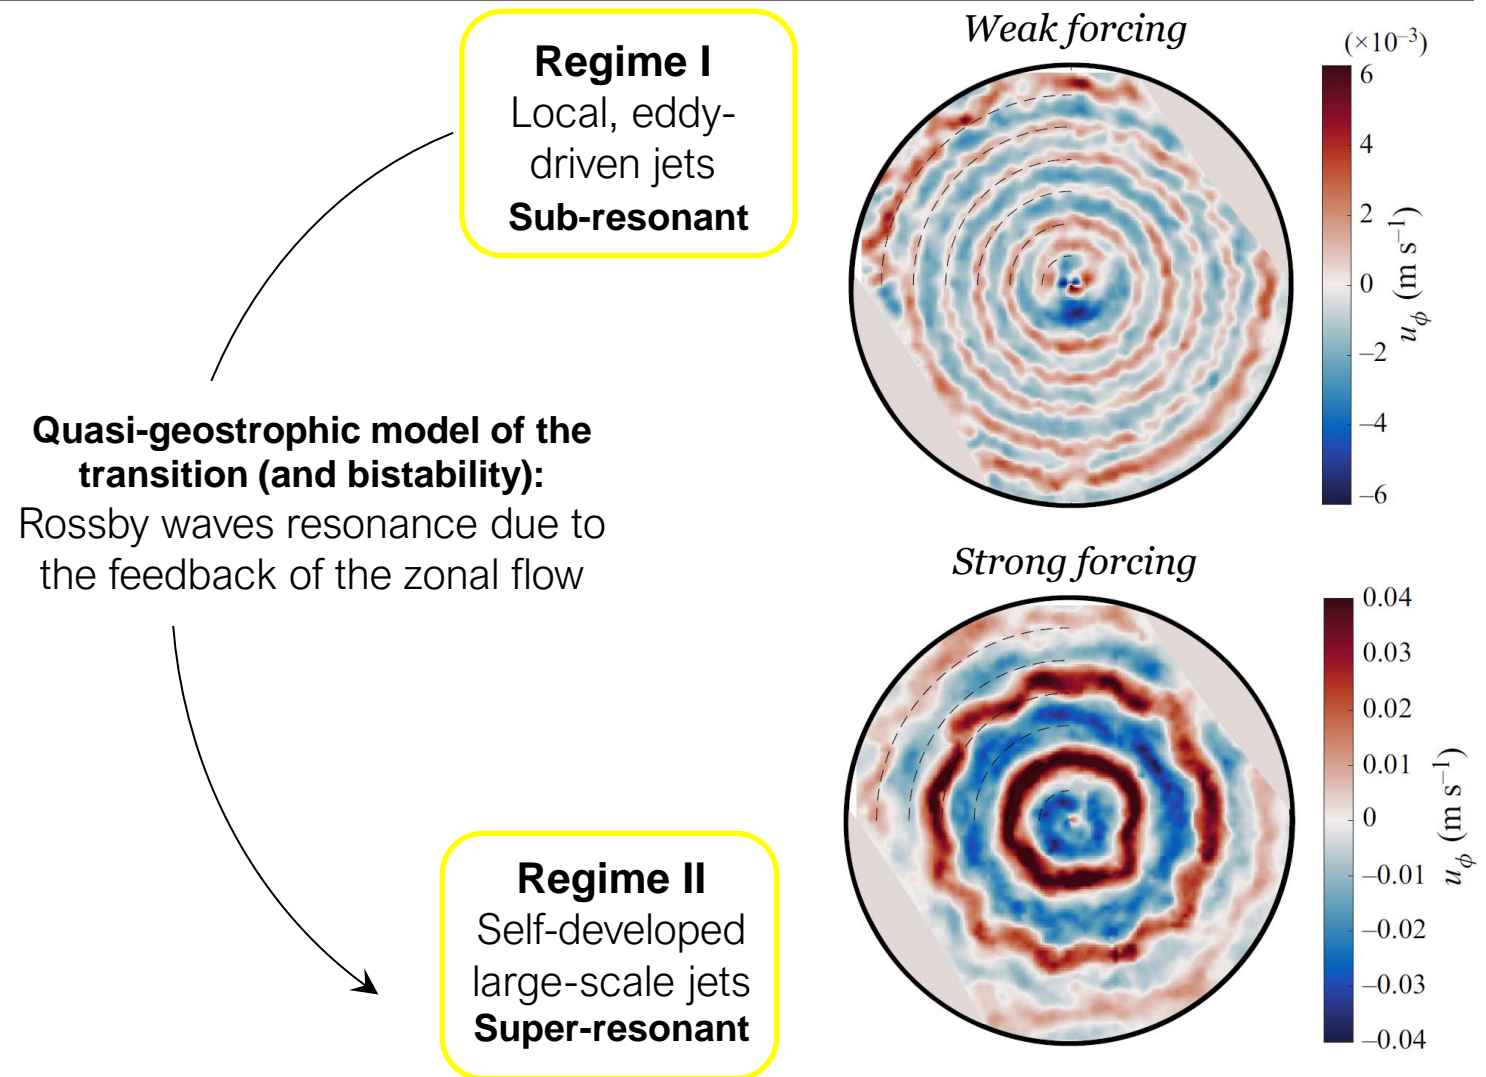 Regime I
Local, eddy-
driven jets
Sub-resonant
Quasi-geostrophic model of the
transition (and bistability):
Rossby waves resonance due to
the feedback of the zonal flow
Regime II
Self-developed
large-scale jets
Super-resonant
Weak forcing
(×10⁻³)
6
4
2
0
−2
−4
−6
u_ϕ (m s⁻¹)
Strong forcing
0.04
0.03
0.02
0.01
0
−0.01
−0.02
−0.03
−0.04
u_ϕ (m s⁻¹)